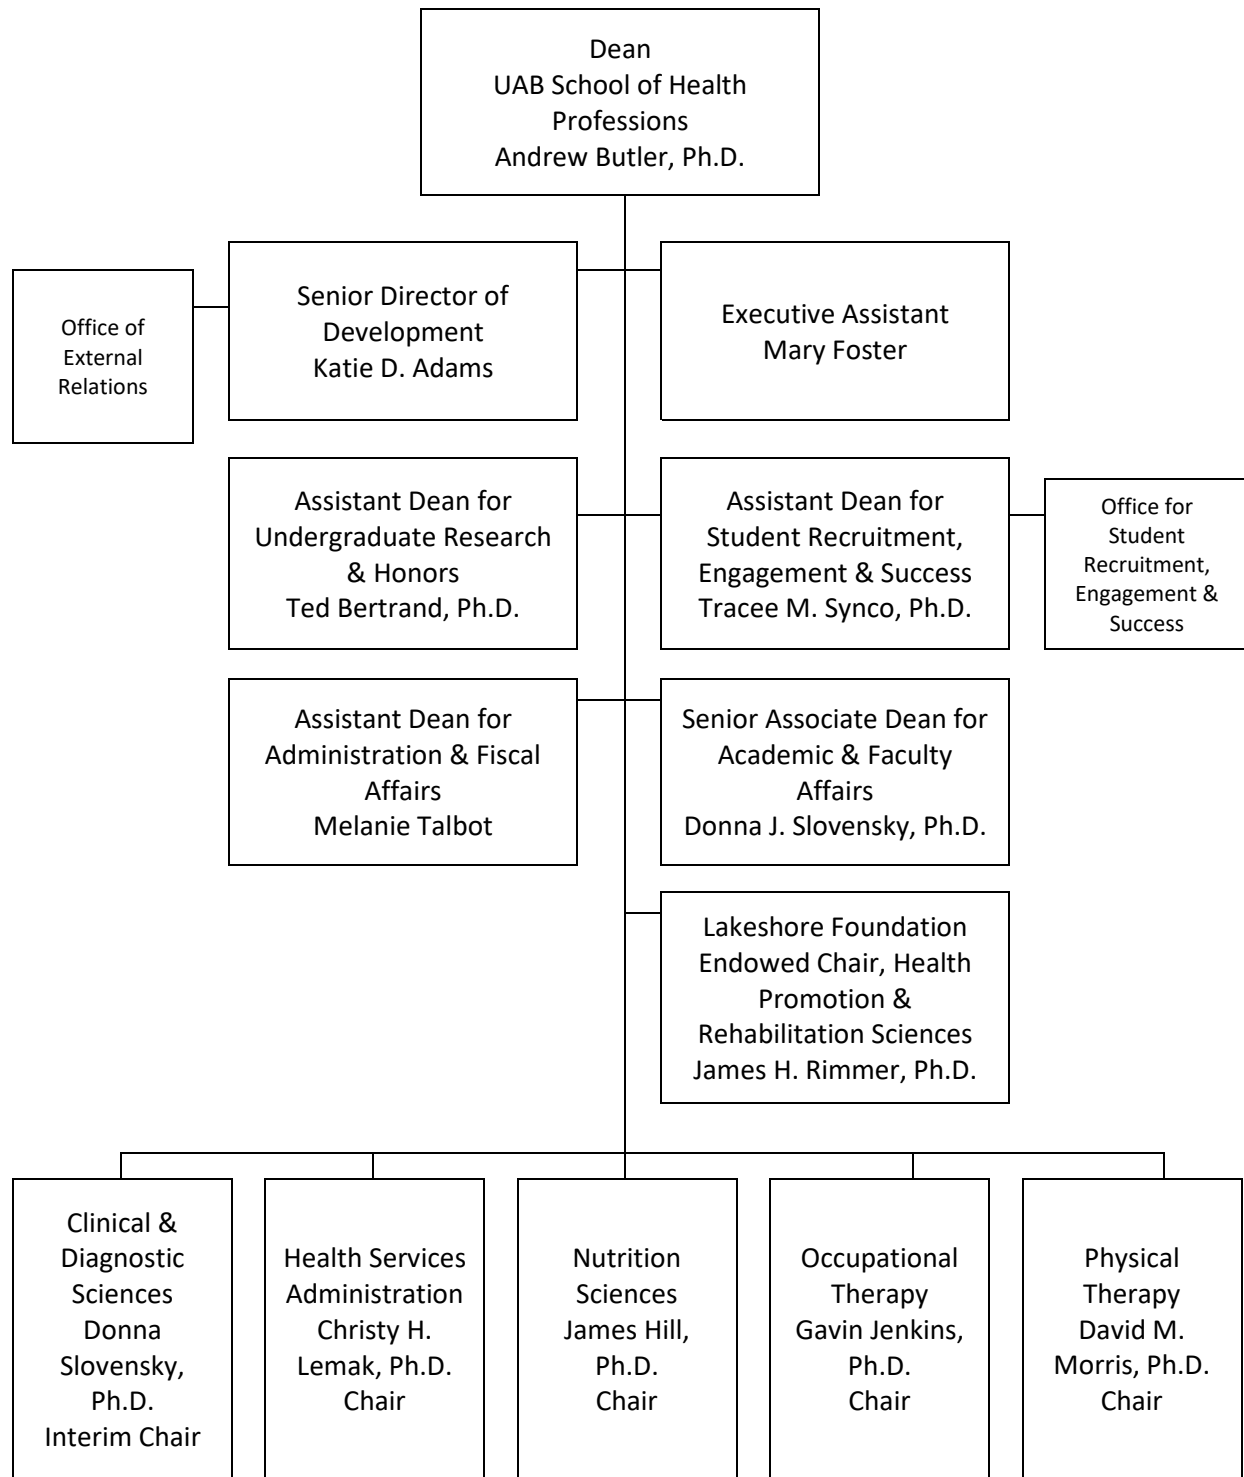 Dean
UAB School of Health
Professions
Andrew Butler, Ph.D.
Office of
External
Relations
Senior Director of
Development
Katie D. Adams
Executive Assistant
Mary Foster
Assistant Dean for
Undergraduate Research
& Honors
Ted Bertrand, Ph.D.
Assistant Dean for
Student Recruitment,
Engagement & Success
Tracee M. Synco, Ph.D.
Office for
Student
Recruitment,
Engagement &
Success
Assistant Dean for
Administration & Fiscal
Affairs
Melanie Talbot
Senior Associate Dean for
Academic & Faculty
Affairs
Donna J. Slovensky, Ph.D.
Lakeshore Foundation
Endowed Chair, Health
Promotion &
Rehabilitation Sciences
James H. Rimmer, Ph.D.
Clinical &
Diagnostic
Sciences
Donna
Slovensky,
Ph.D.
Interim Chair
Health Services
Administration
Christy H.
Lemak, Ph.D.
Chair
Nutrition
Sciences
James Hill,
Ph.D.
Chair
Occupational
Therapy
Gavin Jenkins,
Ph.D.
Chair
Physical
Therapy
David M.
Morris, Ph.D.
Chair